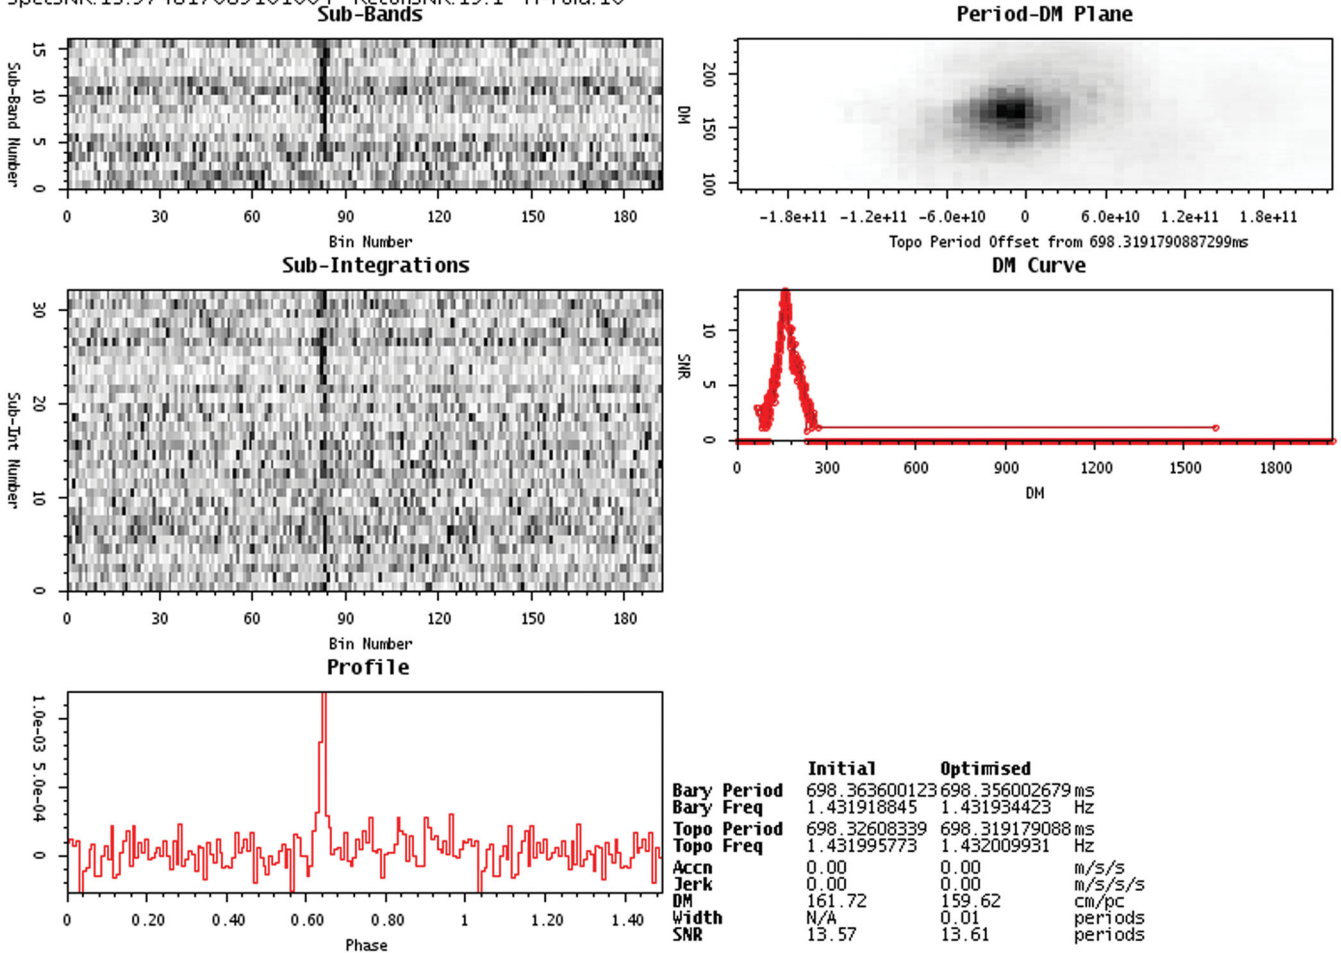 Sub-Bands
Sub-Band Number
15
10
5
0
0 30 60 90 120 150 180
Bin Number
Sub-Integrations
Sub-Int Number
30
20
10
0
0 30 60 90 120 150 180
Bin Number
Profile
1.0e-03
5.0e-04
0
0 0.20 0.40 0.60 0.80 1 1.20 1.40
Phase
Period-DM Plane
DM
200
150
100
-1.8e+11 -1.2e+11 -6.0e+10 0 6.0e+10 1.2e+11 1.8e+11
Topo Period Offset from 698.3191790887299ms
DM Curve
SNR
10
5
0
0 300 600 900 1200 1500 1800
DM
Initial Optimised
Bary Period 698.363600123 698.356002679 ms
Bary Freq 1.431918845 1.431934423 Hz
Topo Period 698.32608339 698.319179088 ms
Topo Freq 1.431995773 1.432009931 Hz
Accn 0.00 0.00 m/s/s
Jerk 0.00 0.00 m/s/s/s
DM 161.72 159.62 cm/pc
Width N/A 0.01 periods
SNR 13.57 13.61 periods